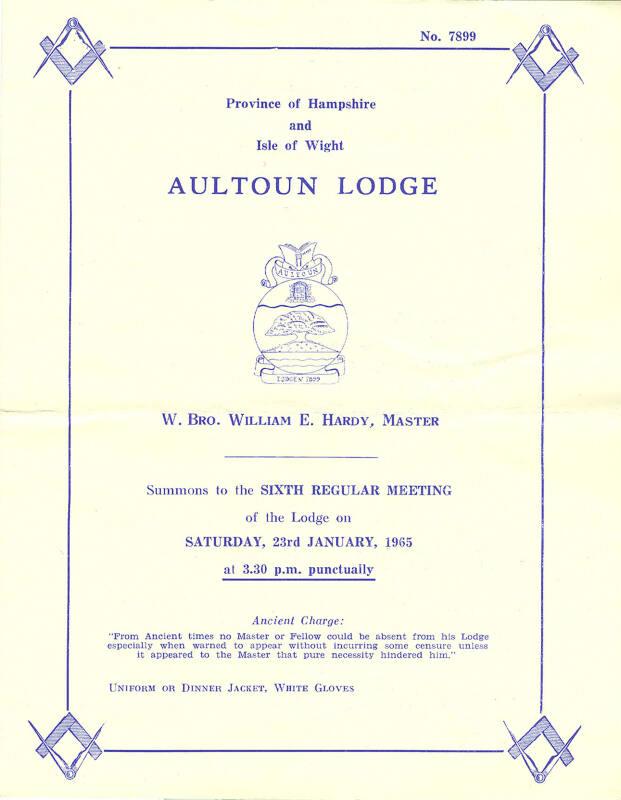 No. 7899
Province of Hampshire
and
Isle of Wight
AULTOUN LODGE
AULTOUN
LODGE Nº 7899
W. Bro. William E. Hardy, Master
Summons to the SIXTH REGULAR MEETING
of the Lodge on
SATURDAY, 23rd JANUARY, 1965
at 3.30 p.m. punctually
Ancient Charge:
"From Ancient times no Master or Fellow could be absent from his Lodge
especially when warned to appear without incurring some censure unless
it appeared to the Master that pure necessity hindered him."
Uniform or Dinner Jacket, White Gloves